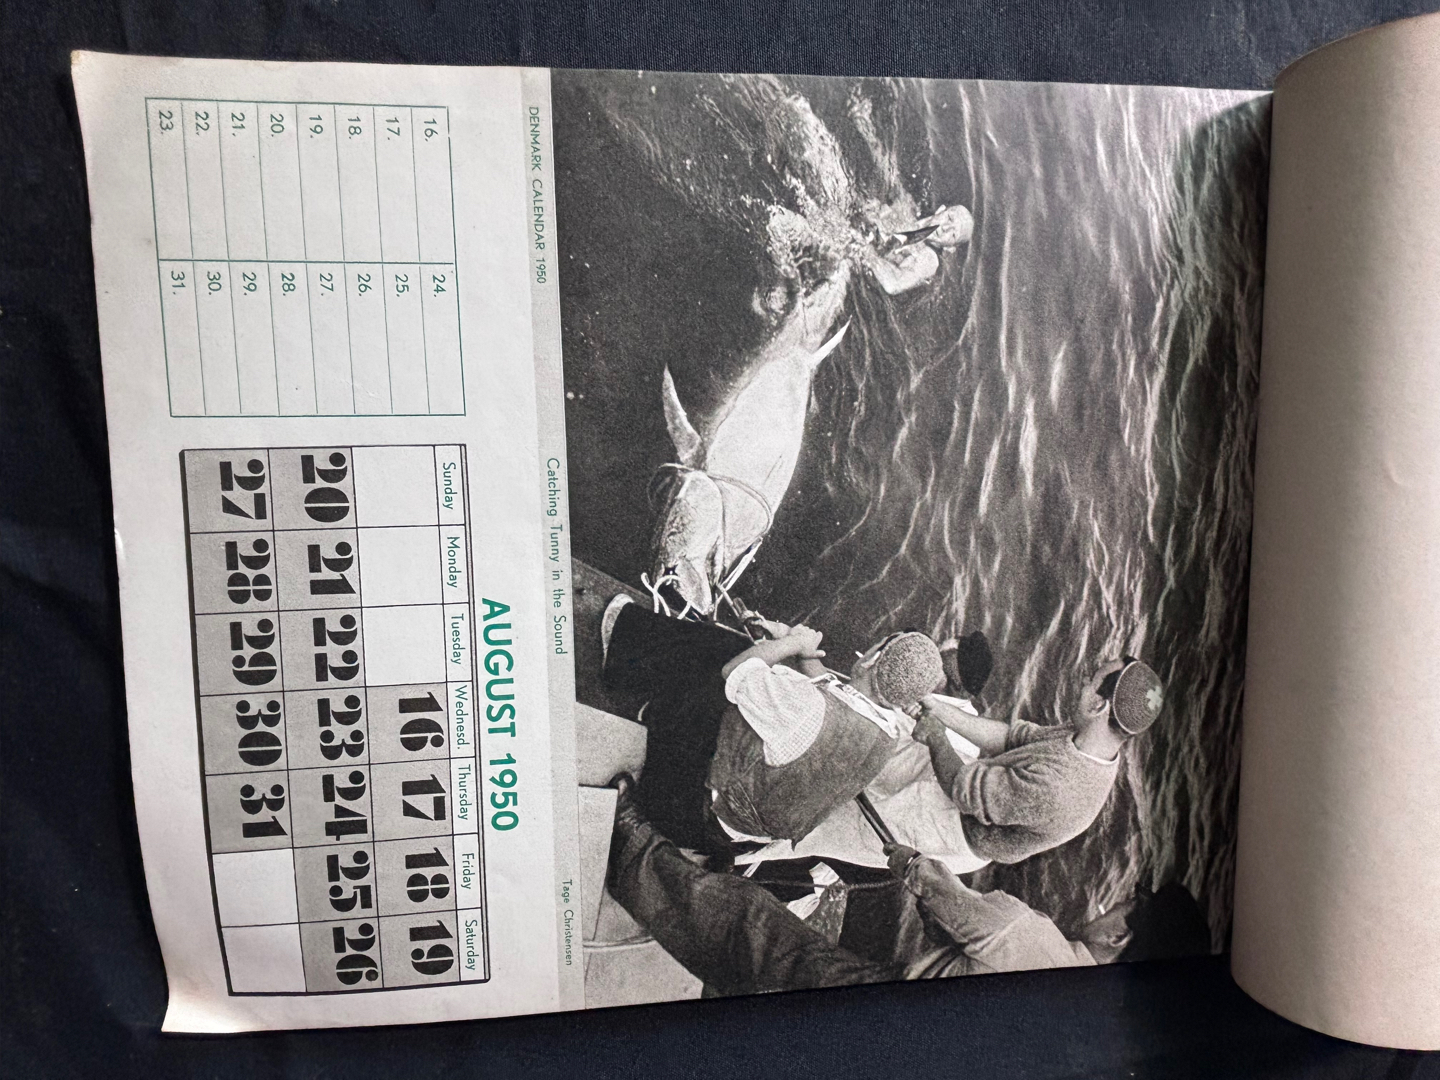 DENMARK CALENDAR 1950 Catching Tunny in the Sound Tage Christensen
AUGUST 1950
16. 24.
17. 25.
18. 26.
19. 27.
20. 28.
21. 29.
22. 30.
23. 31.
Sunday Monday Tuesday Wednesd. Thursday Friday Saturday
16 17 18 19
20 21 22 23 24 25 26
27 28 29 30 31